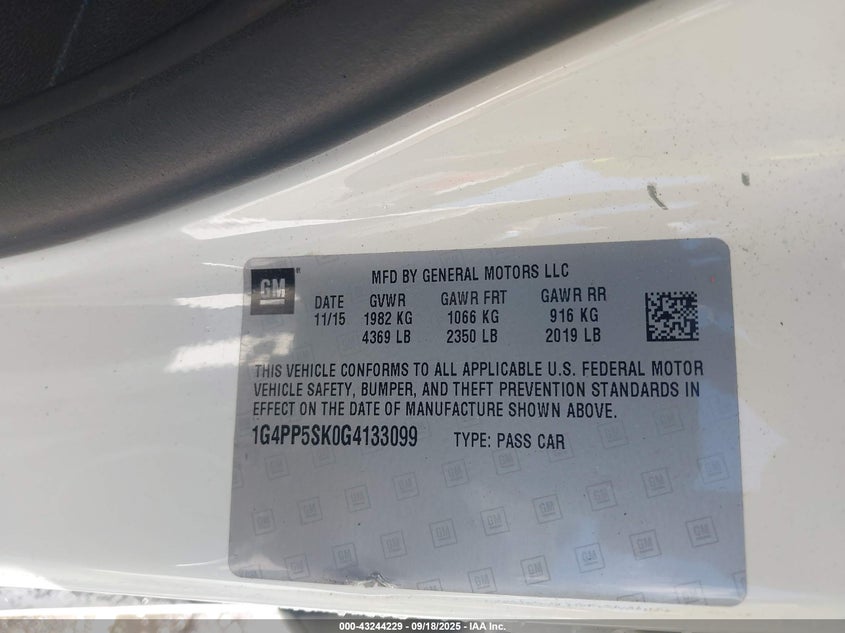 GM
MFD BY GENERAL MOTORS LLC
DATE GVWR GAWR FRT GAWR RR
11/15 1982 KG 1066 KG 916 KG
4369 LB 2350 LB 2019 LB
THIS VEHICLE CONFORMS TO ALL APPLICABLE U.S. FEDERAL MOTOR
VEHICLE SAFETY, BUMPER, AND THEFT PREVENTION STANDARDS IN
EFFECT ON THE DATE OF MANUFACTURE SHOWN ABOVE.
1G4PP5SK0G4133099 TYPE: PASS CAR
000-43244229 - 09/18/2025 - IAA Inc.